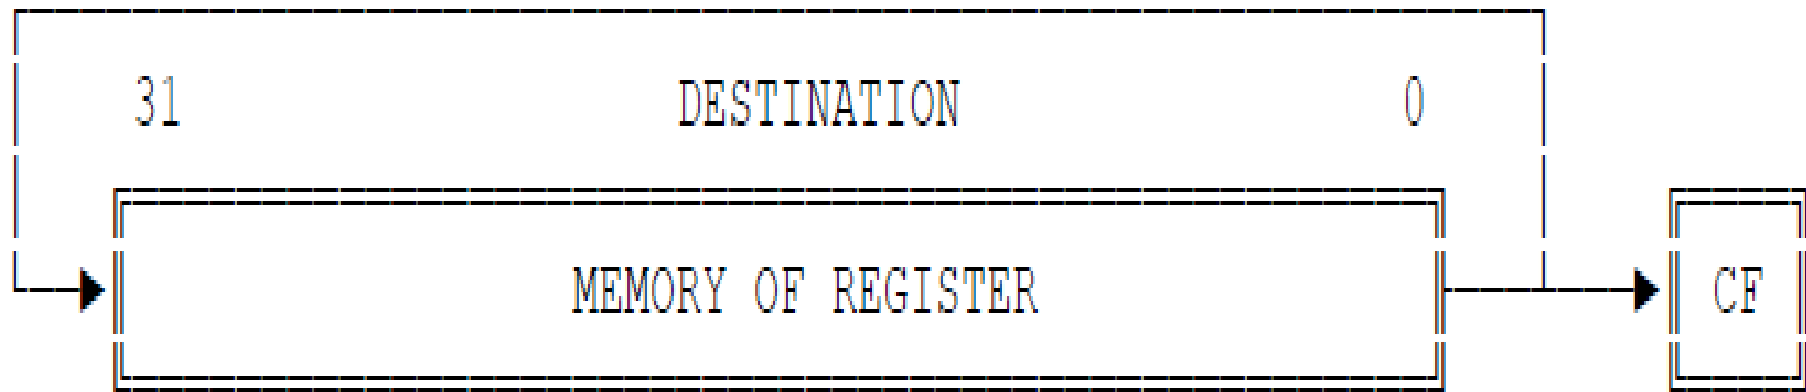 31 DESTINATION 0
MEMORY OF REGISTER CF